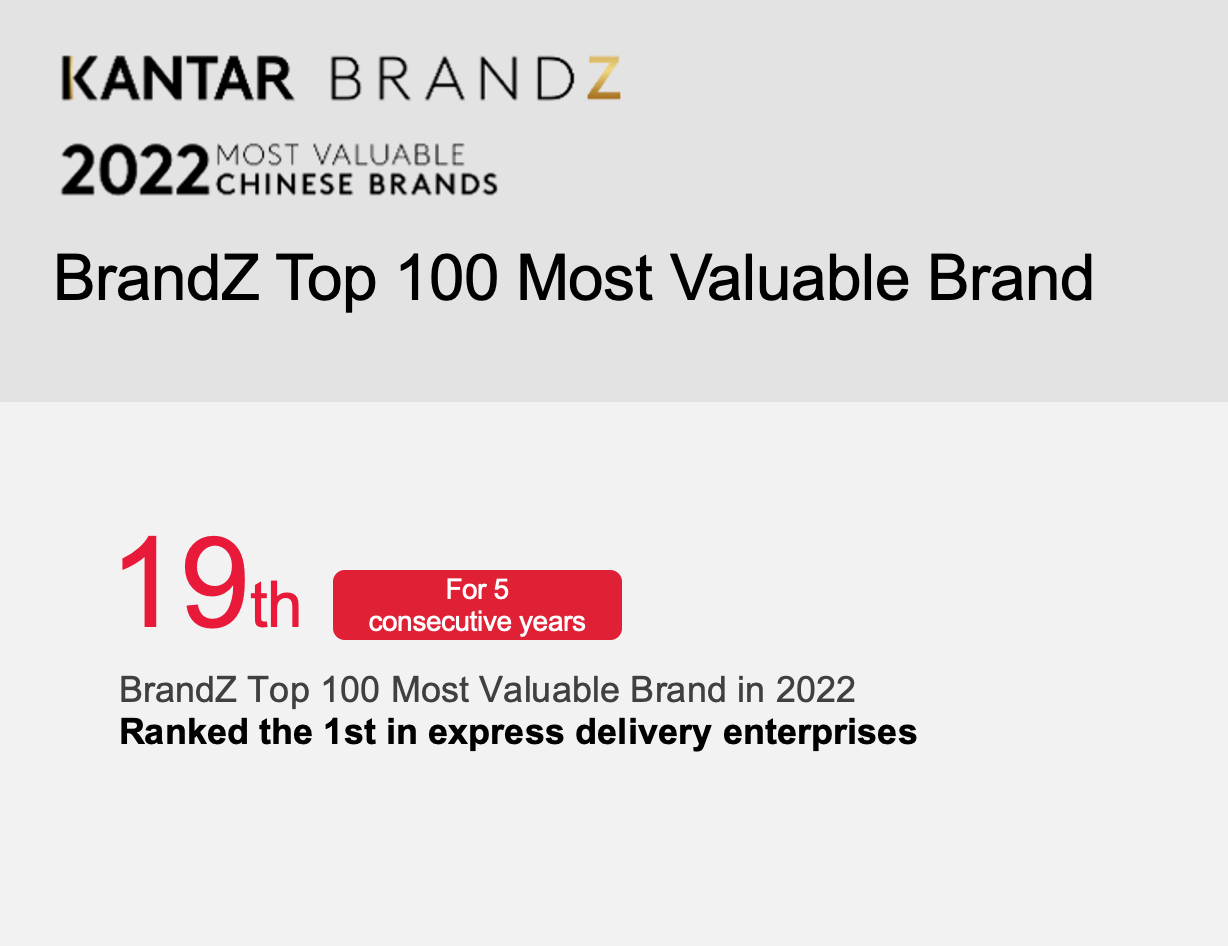 KANTAR BRANDZ
2022 MOST VALUABLE
CHINESE BRANDS
BrandZ Top 100 Most Valuable Brand
19th
For 5
consecutive years
BrandZ Top 100 Most Valuable Brand in 2022
Ranked the 1st in express delivery enterprises